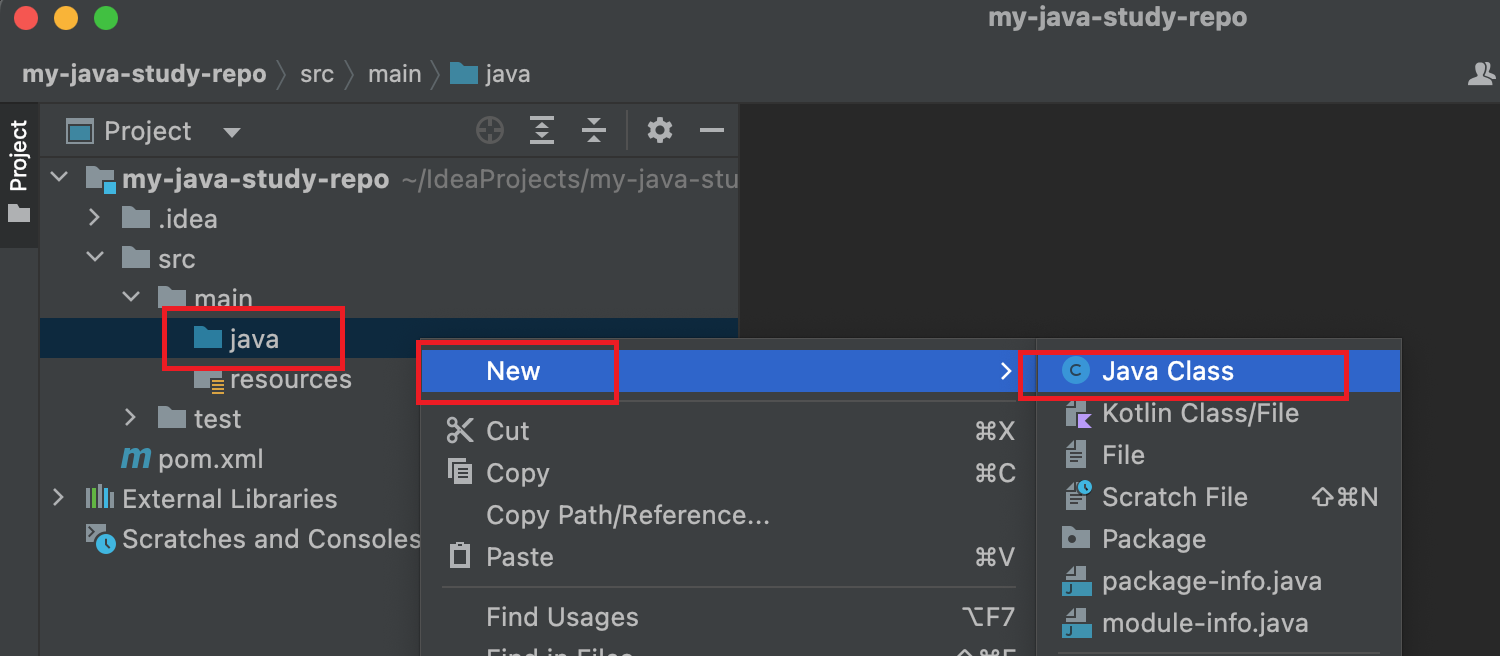 my-java-study-repo
my-java-study-repo src main java
Project
Project
my-java-study-repo ~/IdeaProjects/my-java-stu
.idea
src
main
java
resources
test
pom.xml
External Libraries
Scratches and Consoles
New
Cut ⌘X
Copy ⌘C
Copy Path/Reference...
Paste ⌘V
Find Usages ⌥F7
Find in Files... ⇧⌘F
Java Class
Kotlin Class/File
File
Scratch File ⇧⌘N
Package
package-info.java
module-info.java